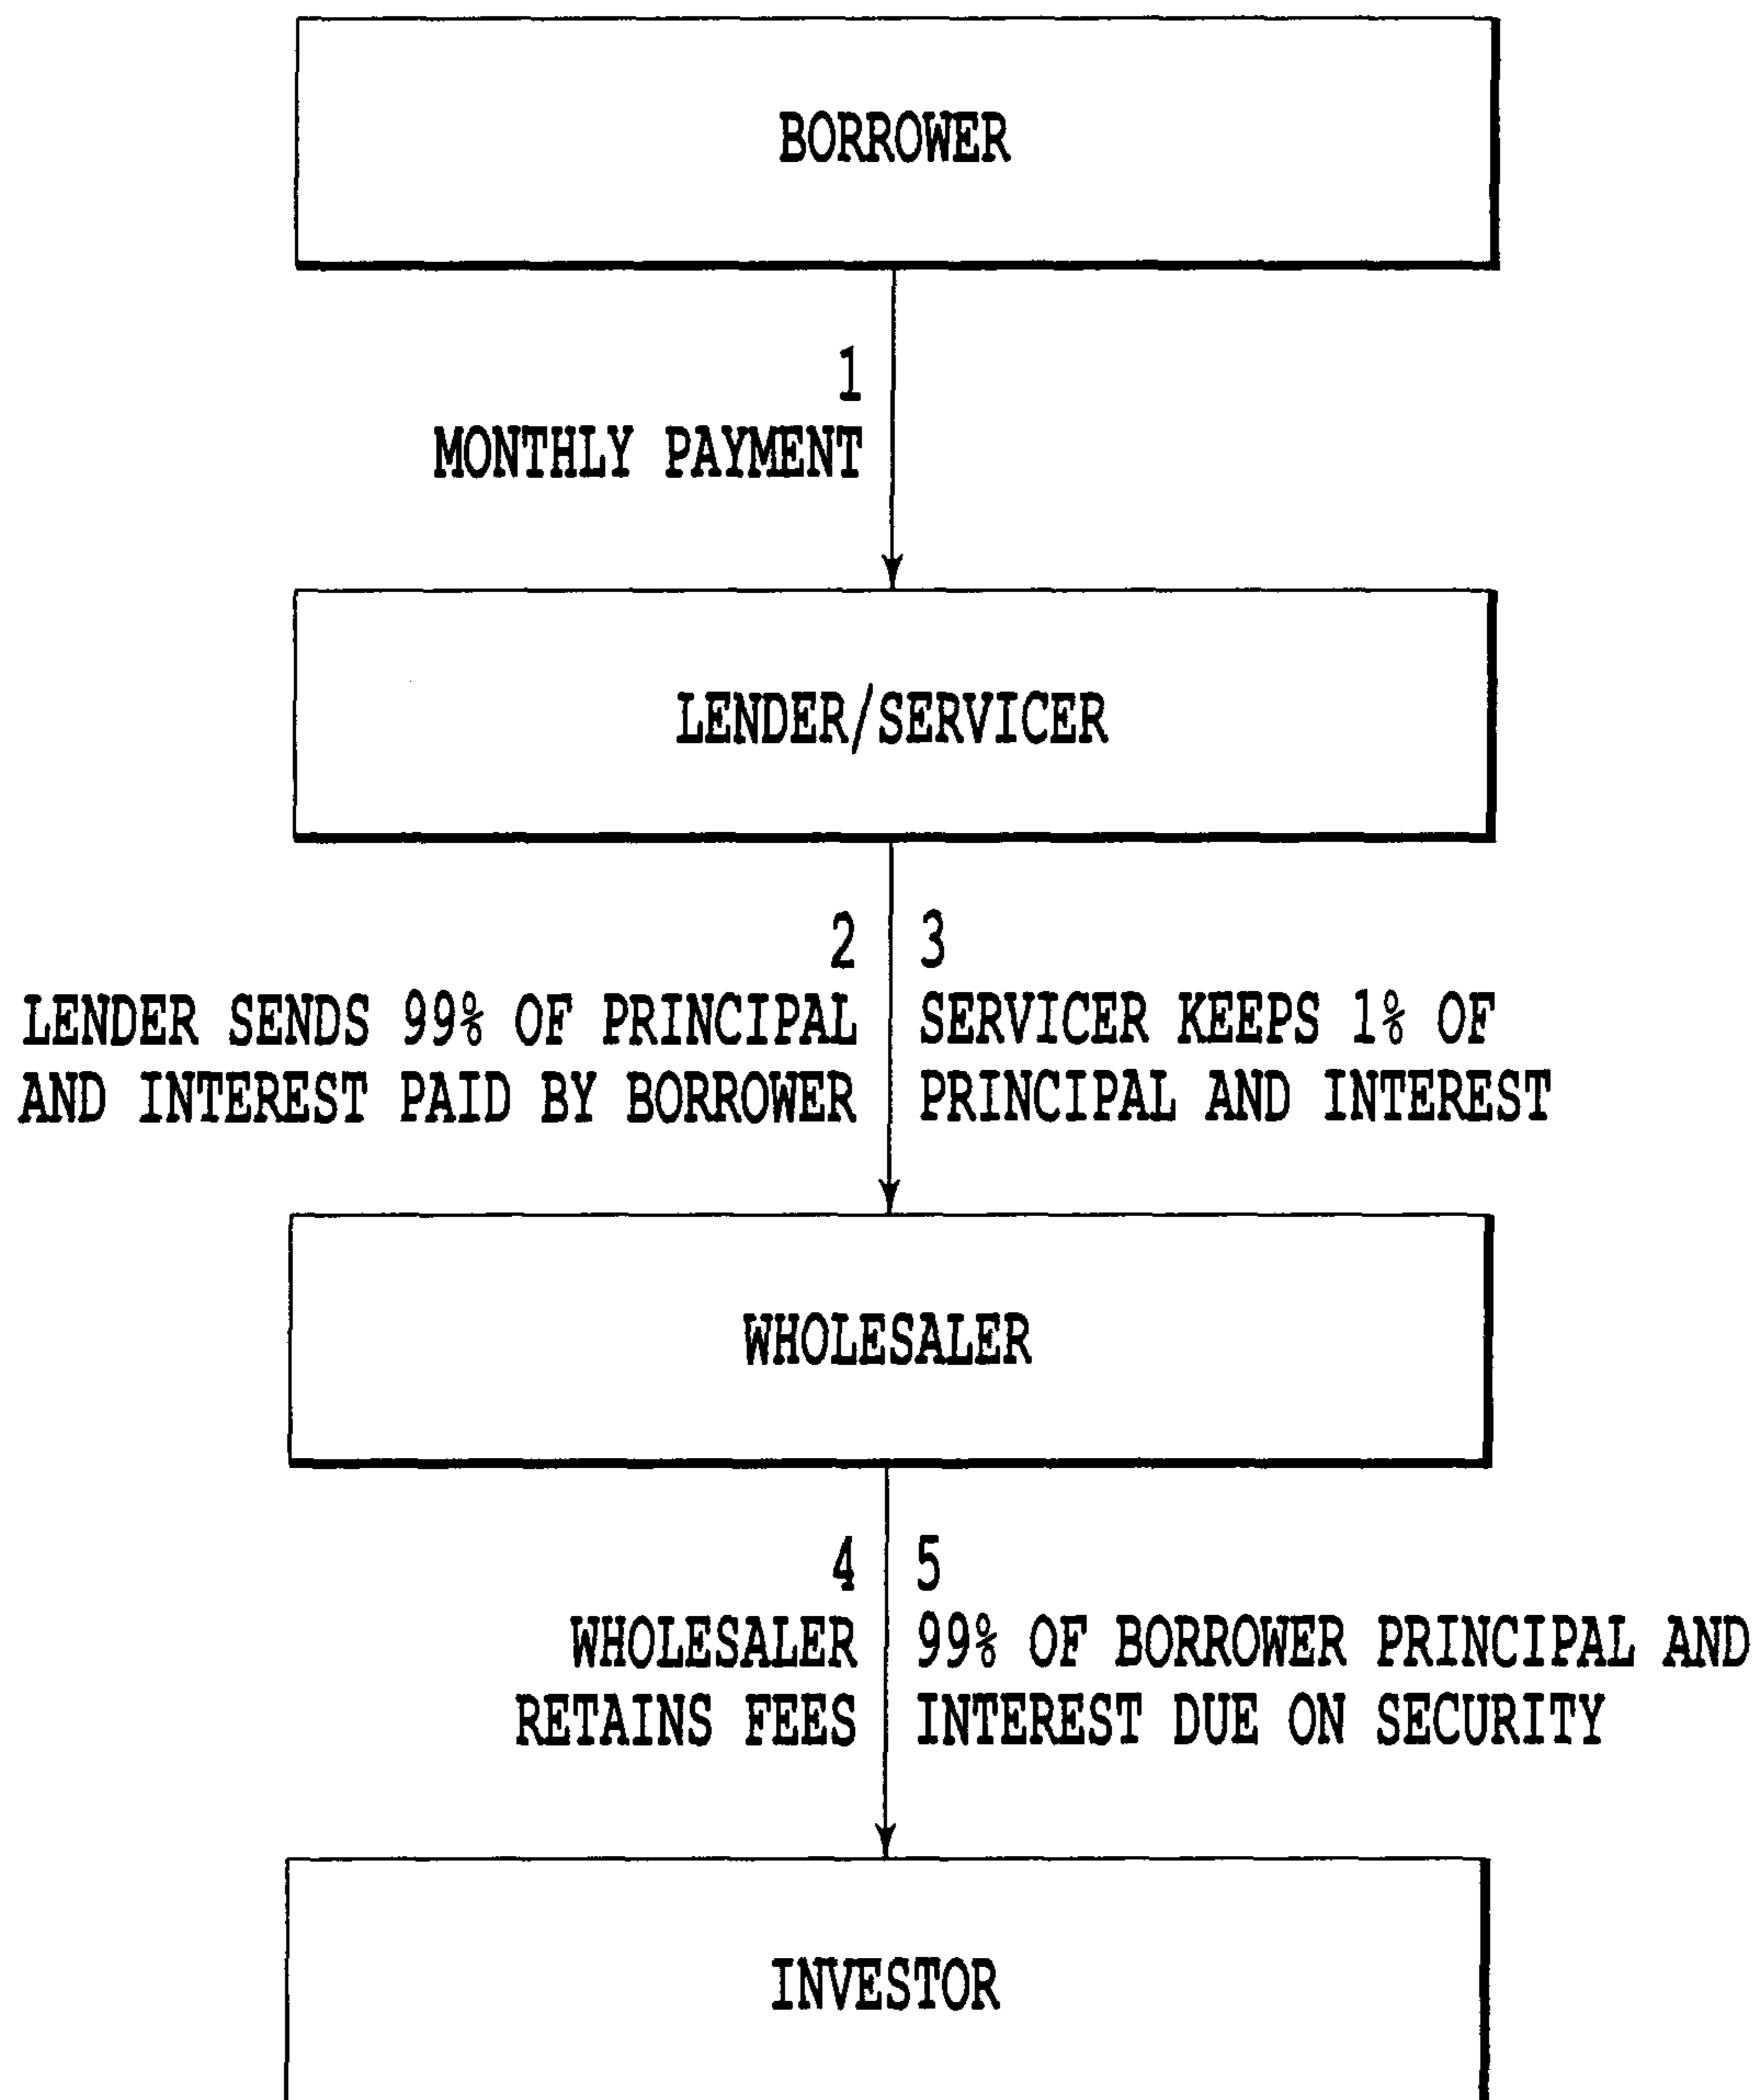 BORROWER
1
MONTHLY PAYMENT
LENDER/SERVICER
2
LENDER SENDS 99% OF PRINCIPAL
AND INTEREST PAID BY BORROWER
3
SERVICER KEEPS 1% OF
PRINCIPAL AND INTEREST
WHOLESALER
4
WHOLESALER
RETAINS FEES
5
99% OF BORROWER PRINCIPAL AND
INTEREST DUE ON SECURITY
INVESTOR